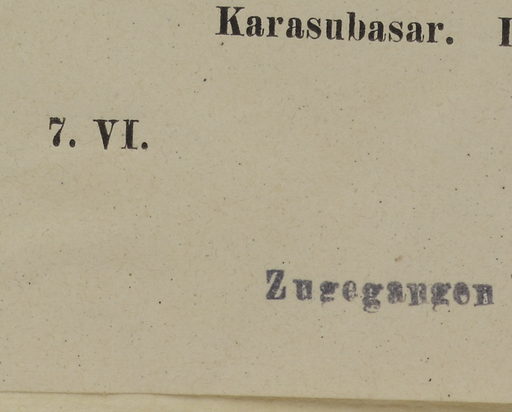 Karasubasar.
7. VI.
Zugegangen